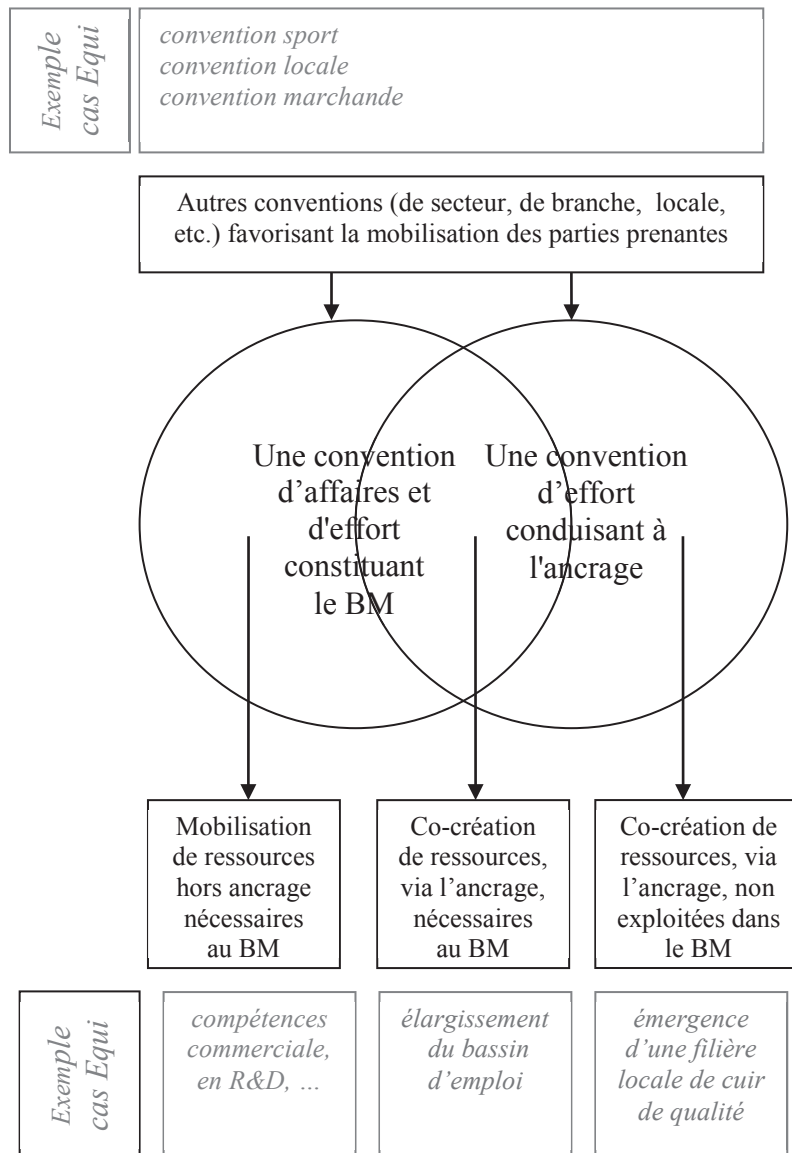 Exemple
cas Equi
convention sport
convention locale
convention marchande
Autres conventions (de secteur, de branche, locale,
etc.) favorisant la mobilisation des parties prenantes
Une convention
d’affaires et
d'effort
constituant
le BM
Une convention
d’effort
conduisant à
l'ancrage
Mobilisation
de ressources
hors ancrage
nécessaires
au BM
Co-création
de ressources,
via l’ancrage,
nécessaires
au BM
Co-création de
ressources, via
l’ancrage, non
exploitées dans
le BM
Exemple
cas Equi
compétences
commerciale,
en R&D, …
élargissement
du bassin
d’emploi
émergence
d’une filière
locale de cuir
de qualité